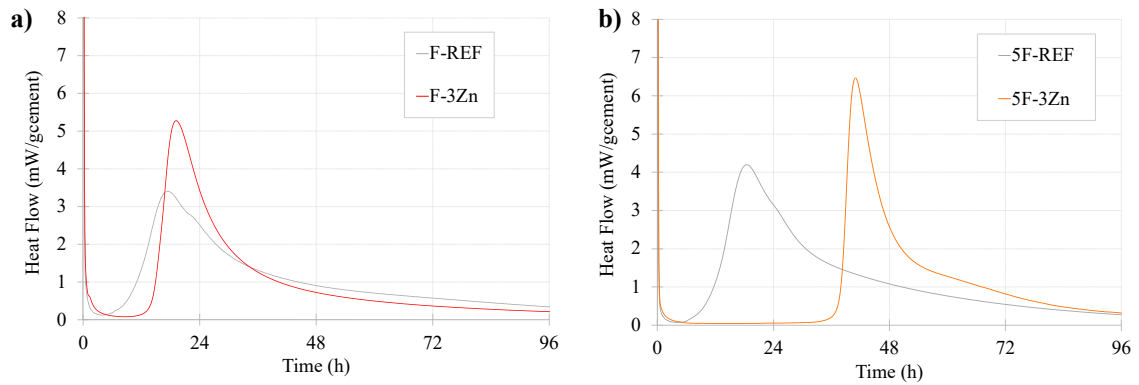 a)
8
7
6
5
4
3
2
1
0
Heat Flow (mW/gcement)
F-REF
F-3Zn
0 24 48 72 96
Time (h)
b)
8
7
6
5
4
3
2
1
0
Heat Flow (mW/gcement)
5F-REF
5F-3Zn
0 24 48 72 96
Time (h)